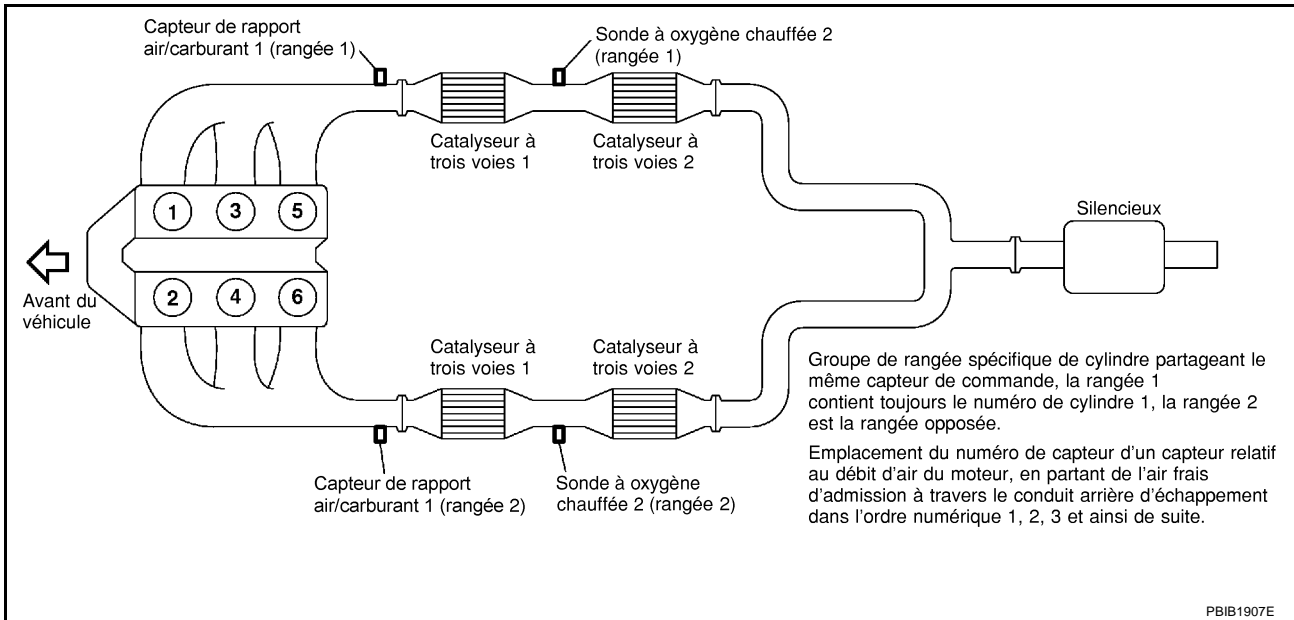 Capteur de rapport
air/carburant 1 (rangée 1)
Sonde à oxygène chauffée 2
(rangée 1)
Catalyseur à
trois voies 1
Catalyseur à
trois voies 2
1
3
5
Silencieux
Avant du
véhicule
2
4
6
Catalyseur à
trois voies 1
Catalyseur à
trois voies 2
Capteur de rapport
air/carburant 1 (rangée 2)
Sonde à oxygène
chauffée 2 (rangée 2)
Groupe de rangée spécifique de cylindre partageant le
même capteur de commande, la rangée 1
contient toujours le numéro de cylindre 1, la rangée 2
est la rangée opposée.
Emplacement du numéro de capteur d'un capteur relatif
au débit d'air du moteur, en partant de l'air frais
d'admission à travers le conduit arrière d'échappement
dans l'ordre numérique 1, 2, 3 et ainsi de suite.
PBIB1907E